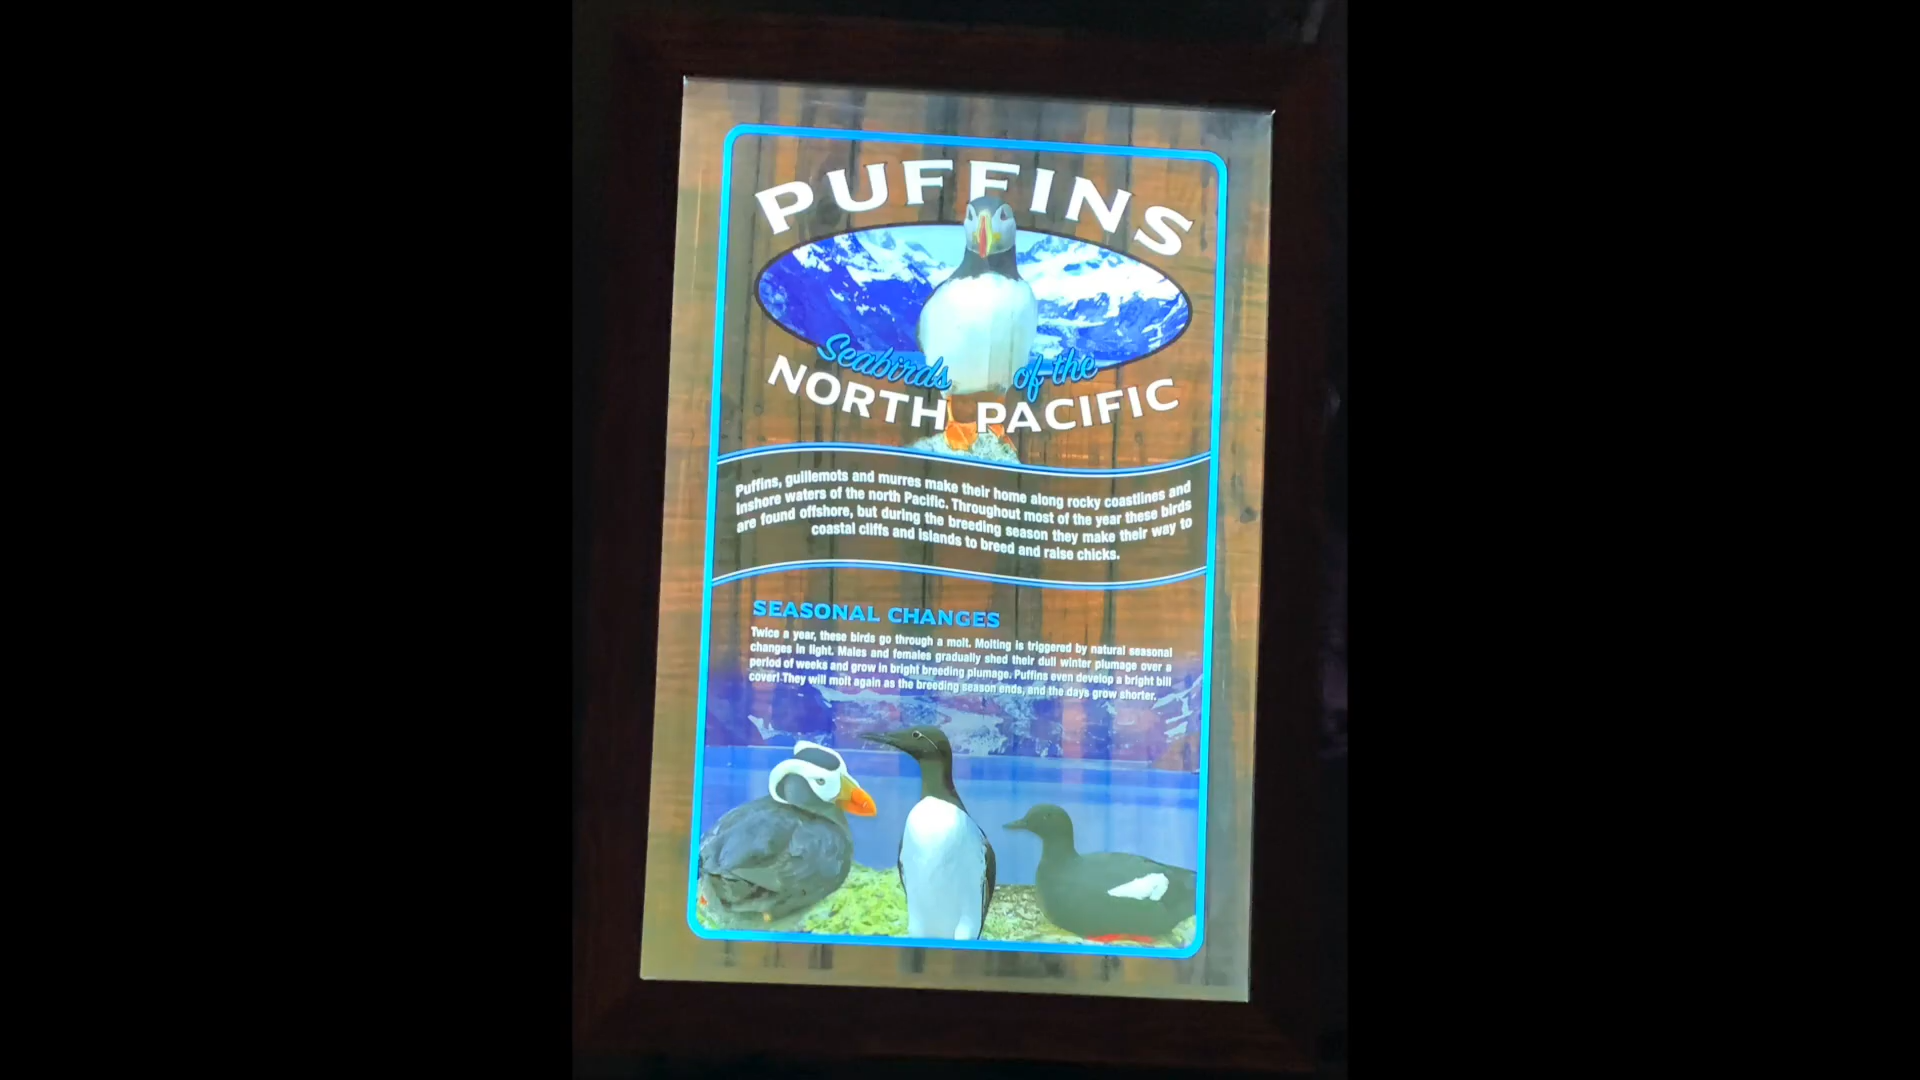 PUFFINS
Seabirds of the
NORTH PACIFIC
Puffins, guillemots and murres make their home along rocky coastlines and
inshore waters of the north Pacific. Throughout most of the year these birds
are found offshore, but during the breeding season they make their way to
coastal cliffs and islands to breed and raise chicks.
SEASONAL CHANGES
Twice a year, these birds go through a molt. Molting is triggered by natural seasonal
changes in light. Males and females gradually shed their dull winter plumage over a
period of weeks and grow in bright breeding plumage. Puffins even develop a bright bill
cover! They will molt again as the breeding season ends, and the days grow shorter.